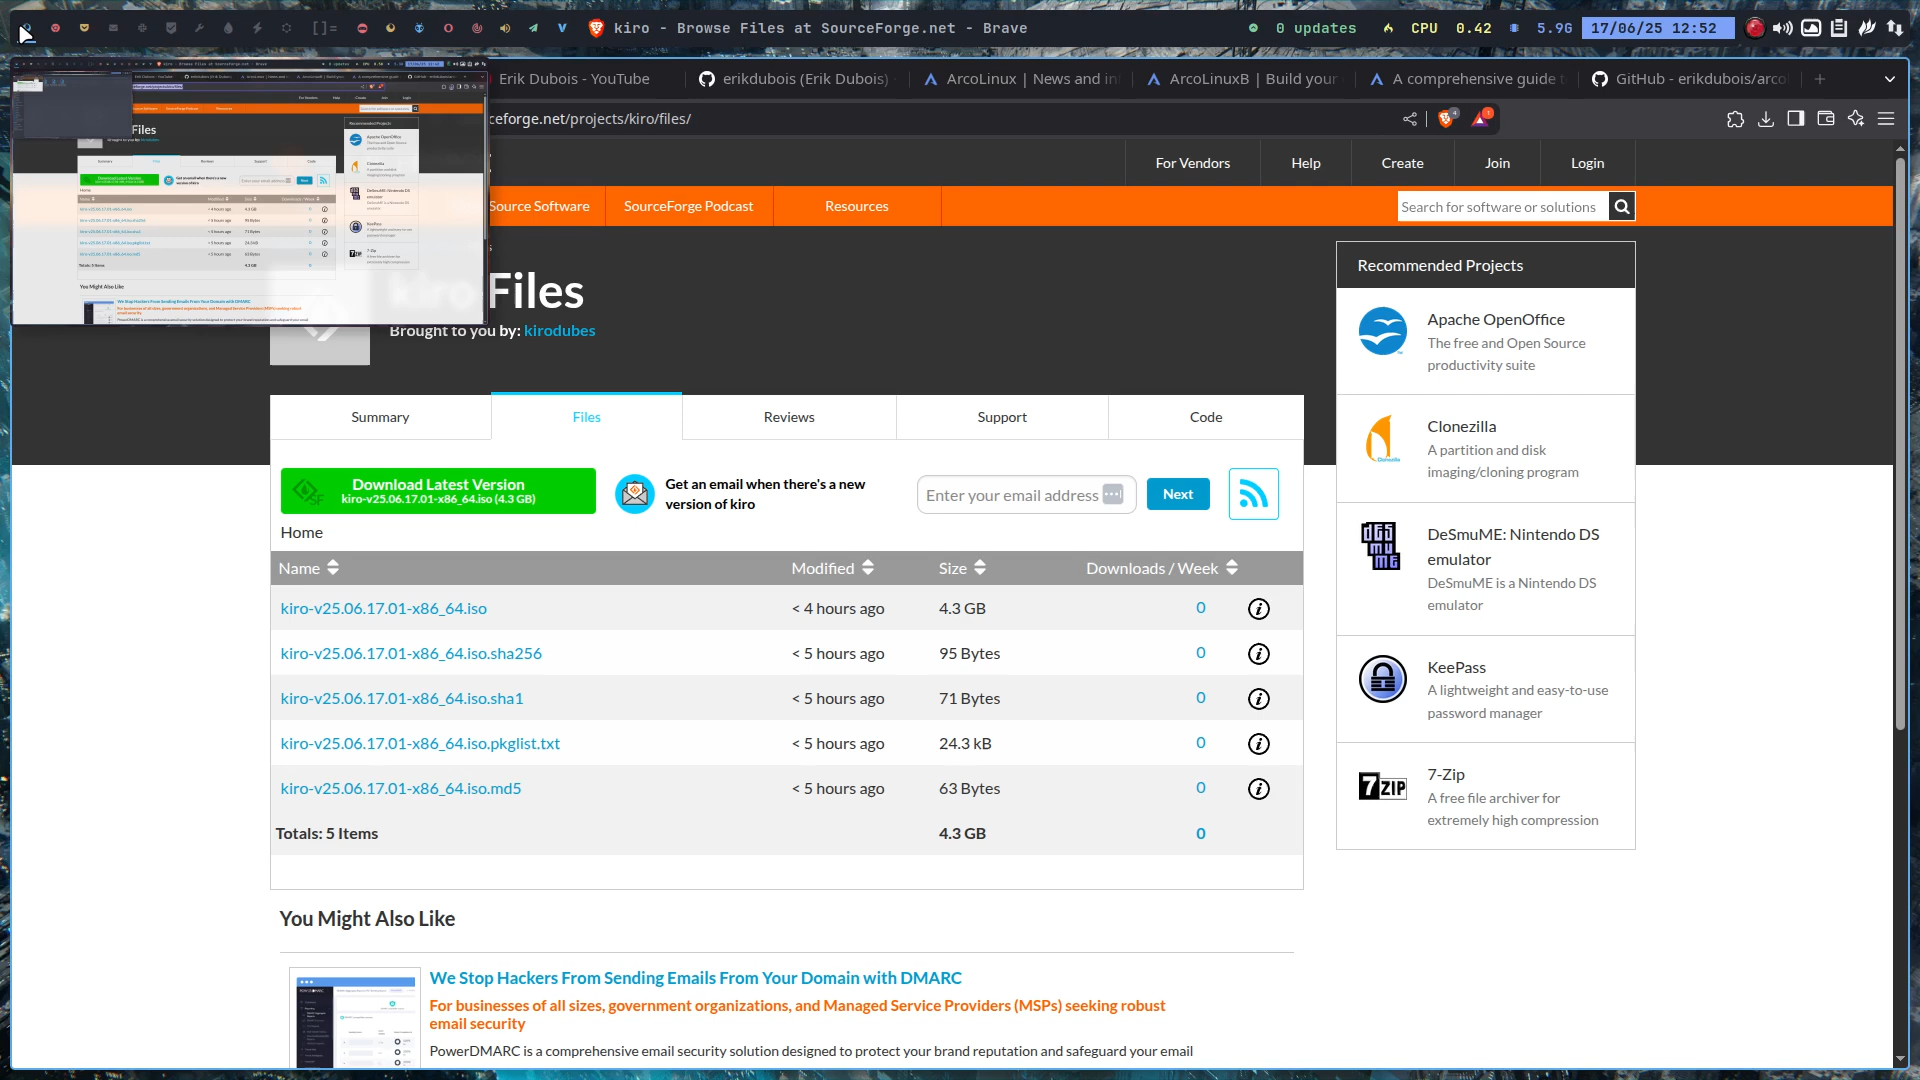 []=
kiro - Browse Files at SourceForge.net - Brave
0 updates
CPU 0.42
5.9G
17/06/25 12:52
Erik Dubois - YouTube
erikdubois (Erik Dubois)
ArcoLinux | News and in
ArcoLinuxB | Build your
A comprehensive guide t
GitHub - erikdubois/arco
ceforge.net/projects/kiro/files/
For Vendors
Help
Create
Join
Login
Source Software
SourceForge Podcast
Resources
Search for software or solutions
Files
Brought to you by: kirodubes
Summary
Files
Reviews
Support
Code
Download Latest Version
kiro-v25.06.17.01-x86_64.iso (4.3 GB)
Get an email when there's a new
version of kiro
Enter your email address
Next
Home
Name Modified Size Downloads / Week
kiro-v25.06.17.01-x86_64.iso < 4 hours ago 4.3 GB 0
kiro-v25.06.17.01-x86_64.iso.sha256 < 5 hours ago 95 Bytes 0
kiro-v25.06.17.01-x86_64.iso.sha1 < 5 hours ago 71 Bytes 0
kiro-v25.06.17.01-x86_64.iso.pkglist.txt < 5 hours ago 24.3 kB 0
kiro-v25.06.17.01-x86_64.iso.md5 < 5 hours ago 63 Bytes 0
Totals: 5 Items 4.3 GB 0
You Might Also Like
We Stop Hackers From Sending Emails From Your Domain with DMARC
For businesses of all sizes, government organizations, and Managed Service Providers (MSPs) seeking robust
email security
PowerDMARC is a comprehensive email security solution designed to protect your brand reputation and safeguard your email
Recommended Projects
Apache OpenOffice
The free and Open Source
productivity suite
Clonezilla
A partition and disk
imaging/cloning program
DeSmuME: Nintendo DS
emulator
DeSmuME is a Nintendo DS
emulator
KeePass
A lightweight and easy-to-use
password manager
7-Zip
A free file archiver for
extremely high compression